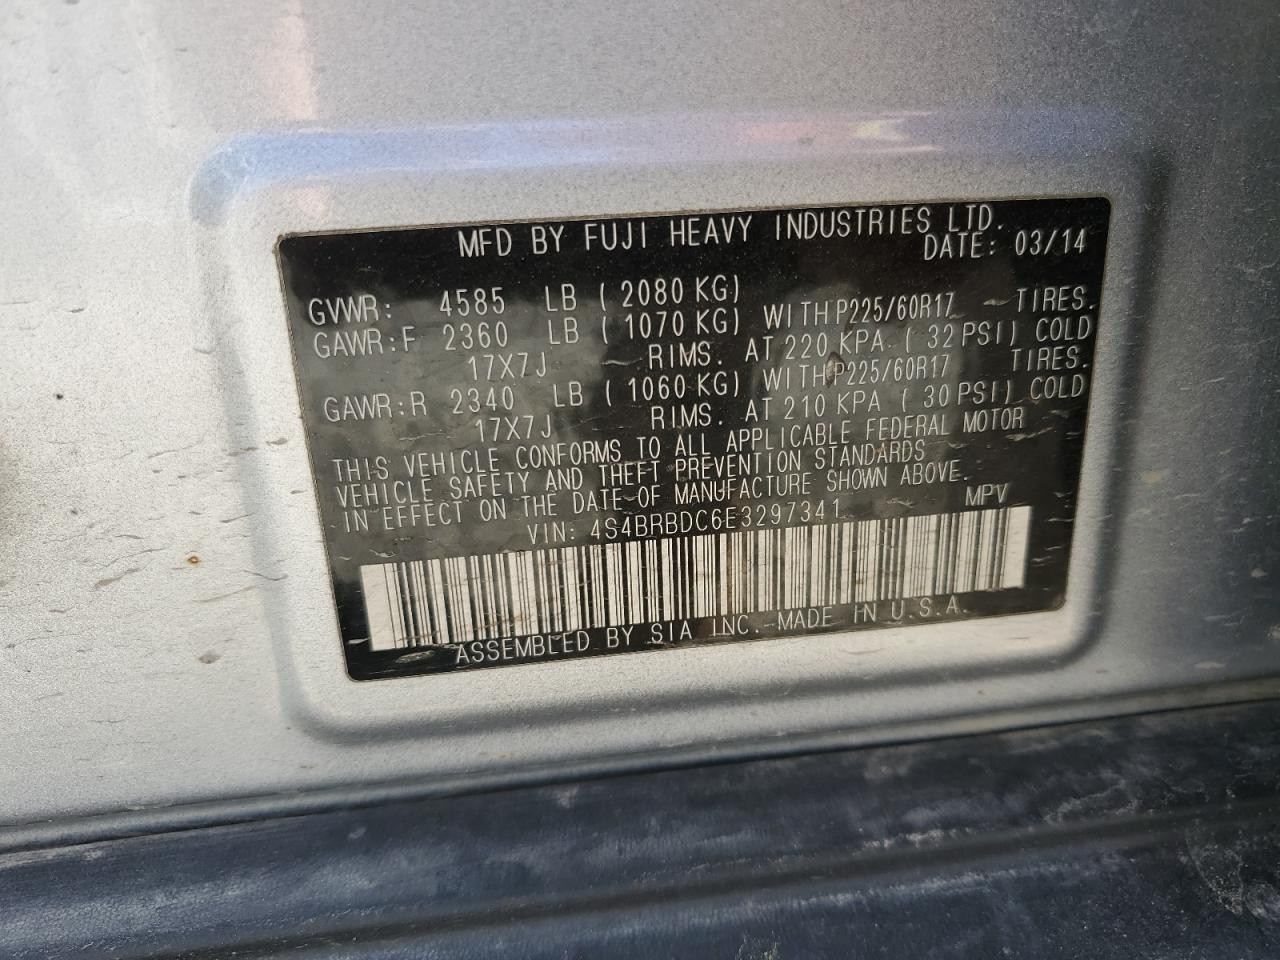 MFD BY FUJI HEAVY INDUSTRIES LTD.
DATE: 03/14
GVWR: 4585 LB (2080 KG)
GAWR:F 2360 LB (1070 KG) WITH P225/60R17 TIRES.
17X7J RIMS. AT 220 KPA (32 PSI) COLD
GAWR:R 2340 LB (1060 KG) WITH P225/60R17 TIRES.
17X7J RIMS. AT 210 KPA (30 PSI) COLD
THIS VEHICLE CONFORMS TO ALL APPLICABLE FEDERAL MOTOR
VEHICLE SAFETY AND THEFT PREVENTION STANDARDS
IN EFFECT ON THE DATE OF MANUFACTURE SHOWN ABOVE.
VIN: 4S4BRBDC6E3297341 MPV
ASSEMBLED BY SIA INC. MADE IN U.S.A.